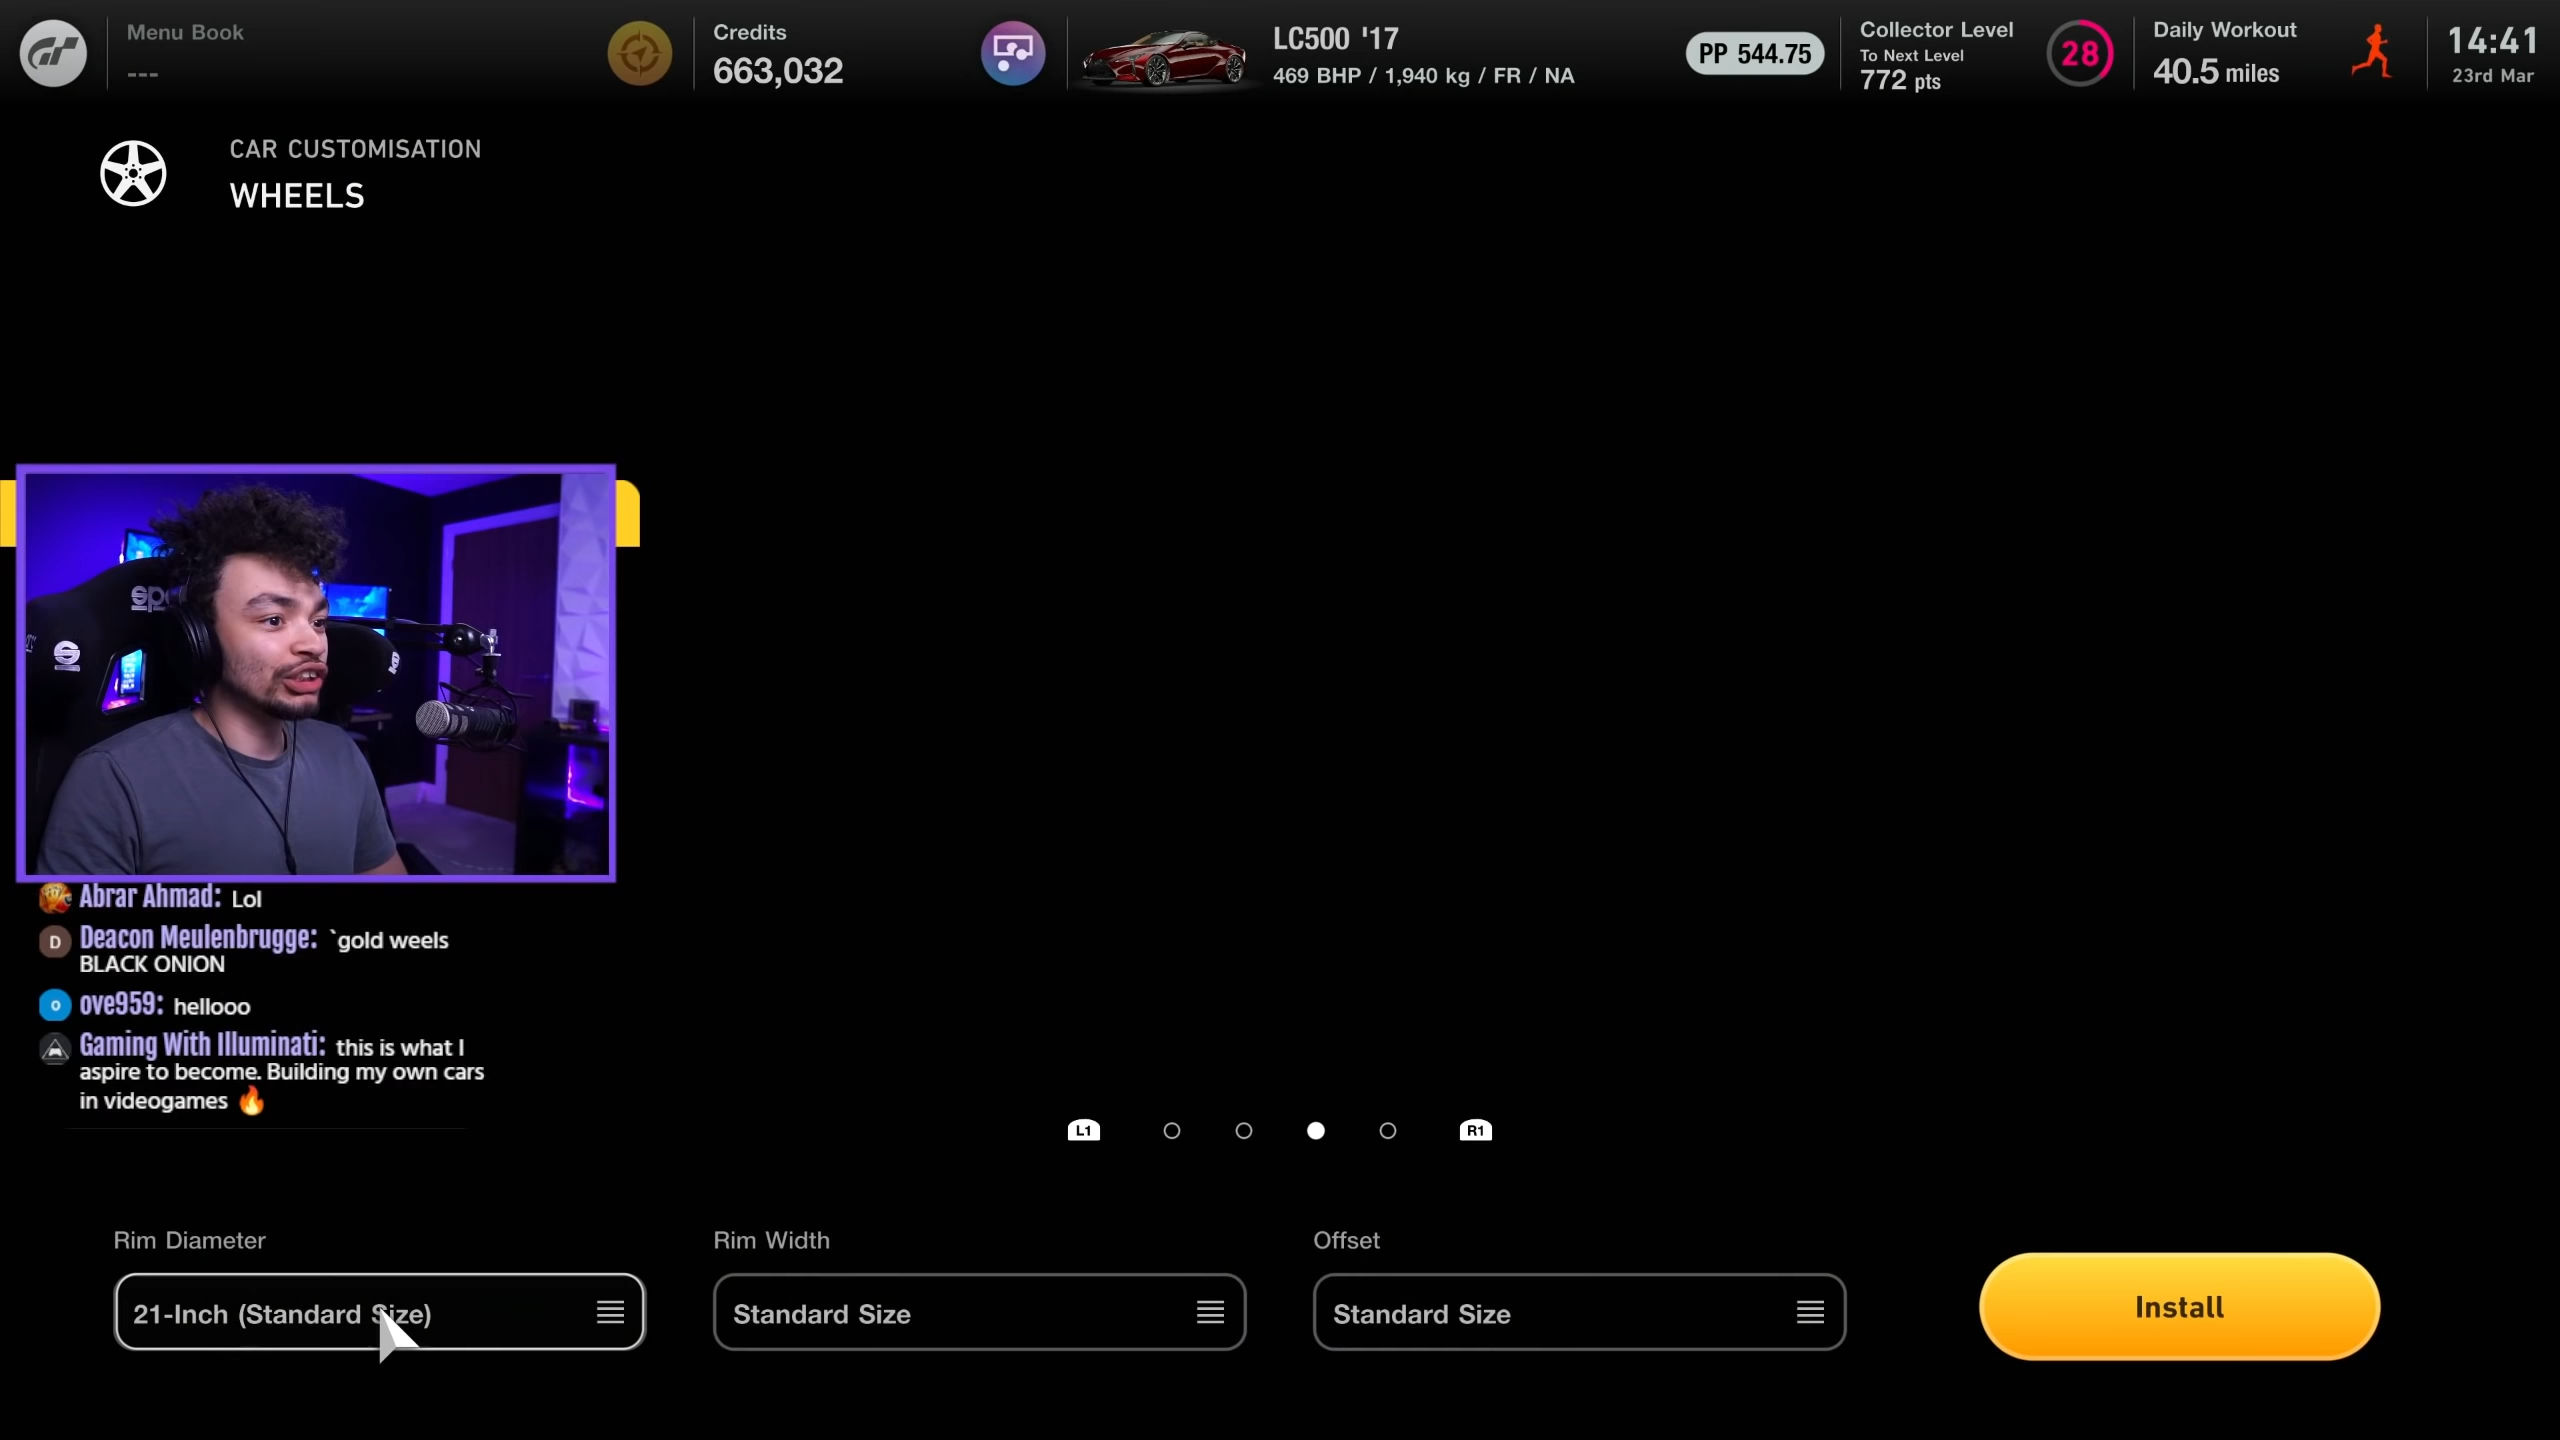 Menu Book
---
Credits
663,032
LC500 '17
469 BHP / 1,940 kg / FR / NA
PP 544.75
Collector Level
To Next Level
772 pts
28
Daily Workout
40.5 miles
14:41
23rd Mar
CAR CUSTOMISATION
WHEELS
Abrar Ahmad: Lol
D
Deacon Meulenbrugge: `gold weels
BLACK ONION
o
ove959: hellooo
Gaming With Illuminati: this is what I
aspire to become. Building my own cars
in videogames 🔥
L1
R1
Rim Diameter
21-Inch (Standard Size)
Rim Width
Standard Size
Offset
Standard Size
Install